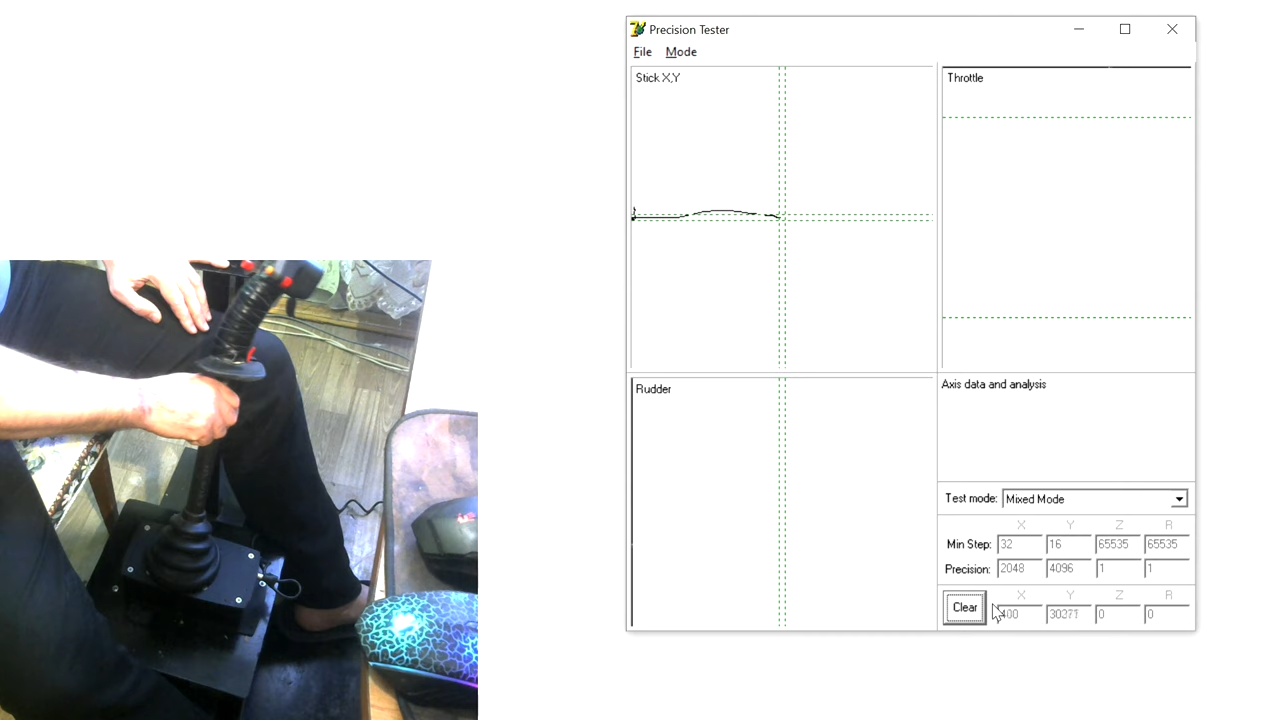 Precision Tester
File Mode
Stick X,Y
Throttle
Rudder
Axis data and analysis
Test mode: Mixed Mode
X Y Z R
Min Step: 32 16 65535 65535
Precision: 2048 4096 1 1
X Y Z R
Clear 0 0